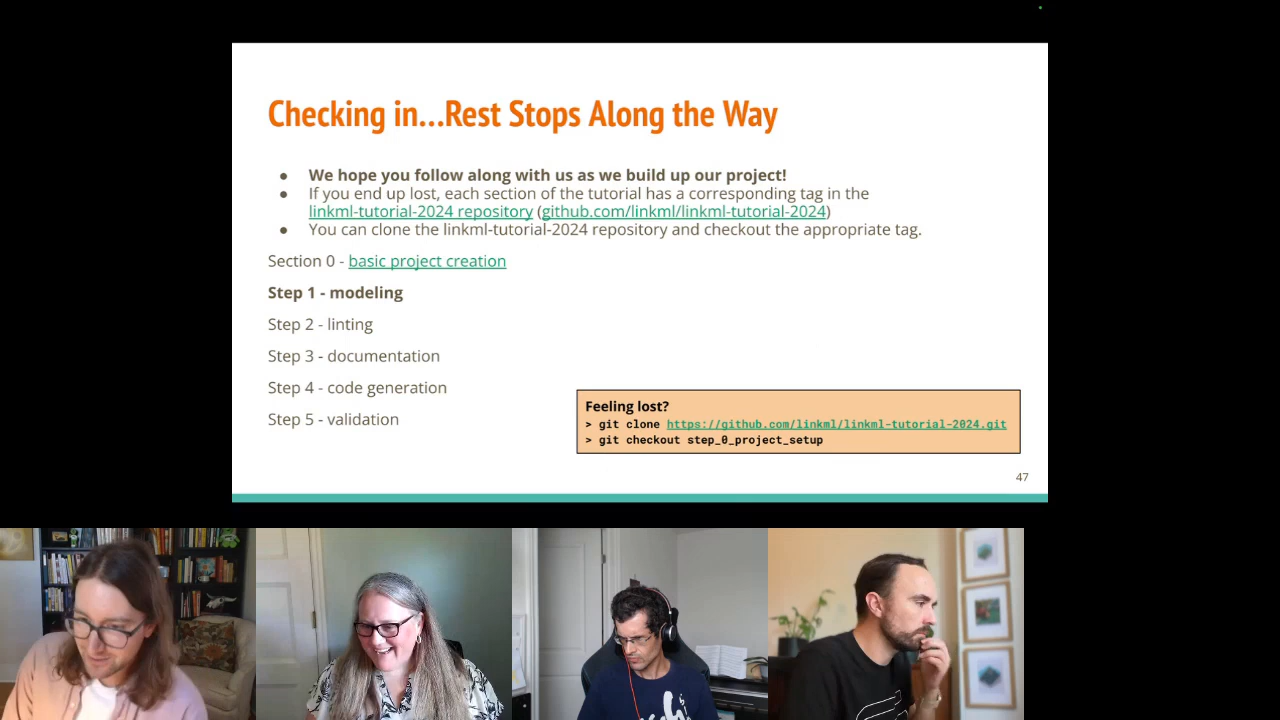 Checking in...Rest Stops Along the Way
● We hope you follow along with us as we build up our project!
● If you end up lost, each section of the tutorial has a corresponding tag in the
linkml-tutorial-2024 repository (github.com/linkml/linkml-tutorial-2024)
● You can clone the linkml-tutorial-2024 repository and checkout the appropriate tag.
Section 0 - basic project creation
Step 1 - modeling
Step 2 - linting
Step 3 - documentation
Step 4 - code generation
Step 5 - validation
Feeling lost?
> git clone https://github.com/linkml/linkml-tutorial-2024.git
> git checkout step_0_project_setup
47